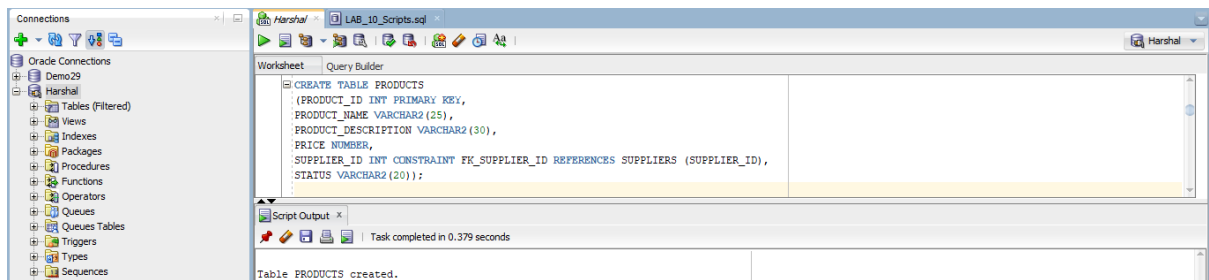 Connections
Oracle Connections
Demo29
Harshal
Tables (Filtered)
Views
Indexes
Packages
Procedures
Functions
Operators
Queues
Queues Tables
Triggers
Types
Sequences
Harshal
LAB_10_Scripts.sql
Harshal
Worksheet Query Builder
CREATE TABLE PRODUCTS
(PRODUCT_ID INT PRIMARY KEY,
PRODUCT_NAME VARCHAR2(25),
PRODUCT_DESCRIPTION VARCHAR2(30),
PRICE NUMBER,
SUPPLIER_ID INT CONSTRAINT FK_SUPPLIER_ID REFERENCES SUPPLIERS (SUPPLIER_ID),
STATUS VARCHAR2(20));
Script Output x
Task completed in 0.379 seconds
Table PRODUCTS created.